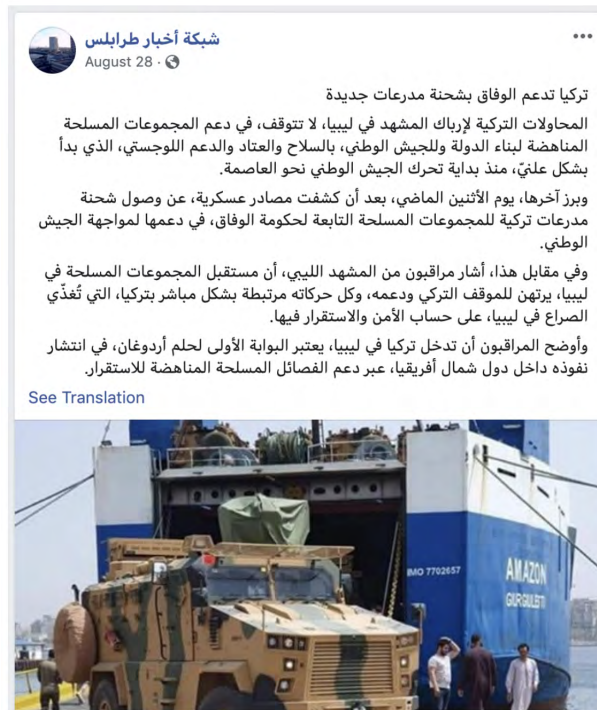 شبكة أخبار طرابلس
August 28 ·
تركيا تدعم الوفاق بشحنة مدرعات جديدة
المحاولات التركية لإرباك المشهد في ليبيا، لا تتوقف، في دعم المجموعات المسلحة
المناهضة لبناء الدولة وللجيش الوطني، بالسلاح والعتاد والدعم اللوجستي، الذي بدأ
بشكل علنيّ، منذ بداية تحرك الجيش الوطني نحو العاصمة.
وبرز آخرها، يوم الأثنين الماضي، بعد أن كشفت مصادر عسكرية، عن وصول شحنة
مدرعات تركية للمجموعات المسلحة التابعة لحكومة الوفاق، في دعمها لمواجهة الجيش
الوطني.
وفي مقابل هذا، أشار مراقبون من المشهد الليبي، أن مستقبل المجموعات المسلحة في
ليبيا، يرتهن للموقف التركي ودعمه، وكل حركاته مرتبطة بشكل مباشر بتركيا، التي تُغذّي
الصراع في ليبيا، على حساب الأمن والاستقرار فيها.
وأوضح المراقبون أن تدخل تركيا في ليبيا، يعتبر البوابة الأولى لحلم أردوغان، في انتشار
نفوذه داخل دول شمال أفريقيا، عبر دعم الفصائل المسلحة المناهضة للاستقرار.
See Translation
IMO 7702657
AMAZON
GIURGIULESTI